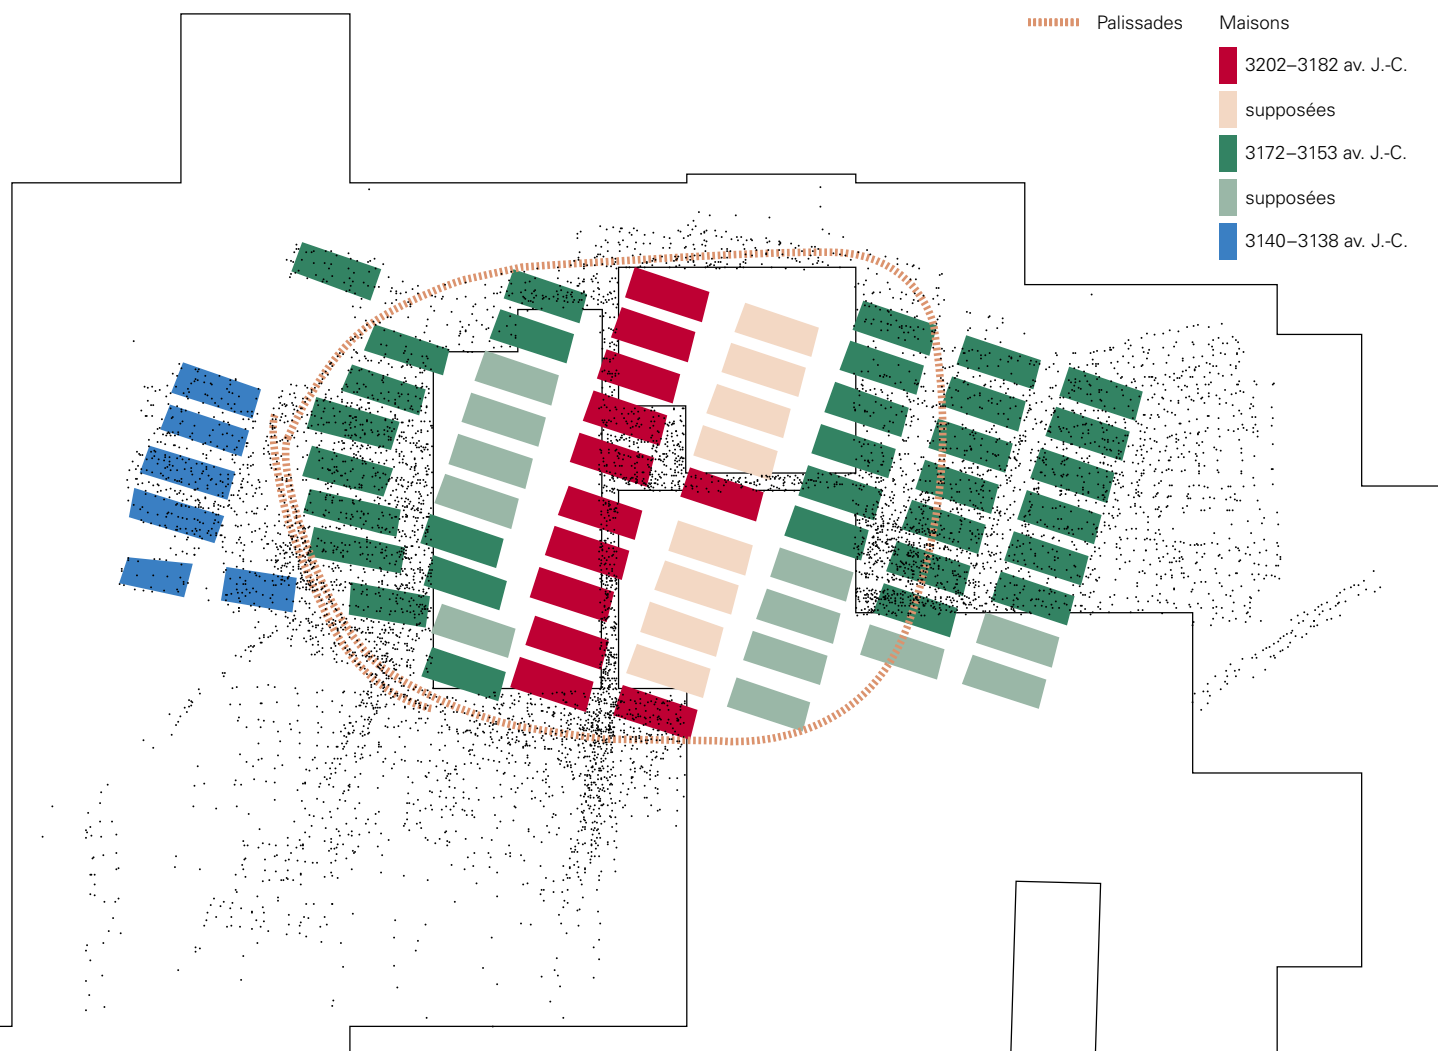 Palissades
Maisons
3202–3182 av. J.-C.
supposées
3172–3153 av. J.-C.
supposées
3140–3138 av. J.-C.